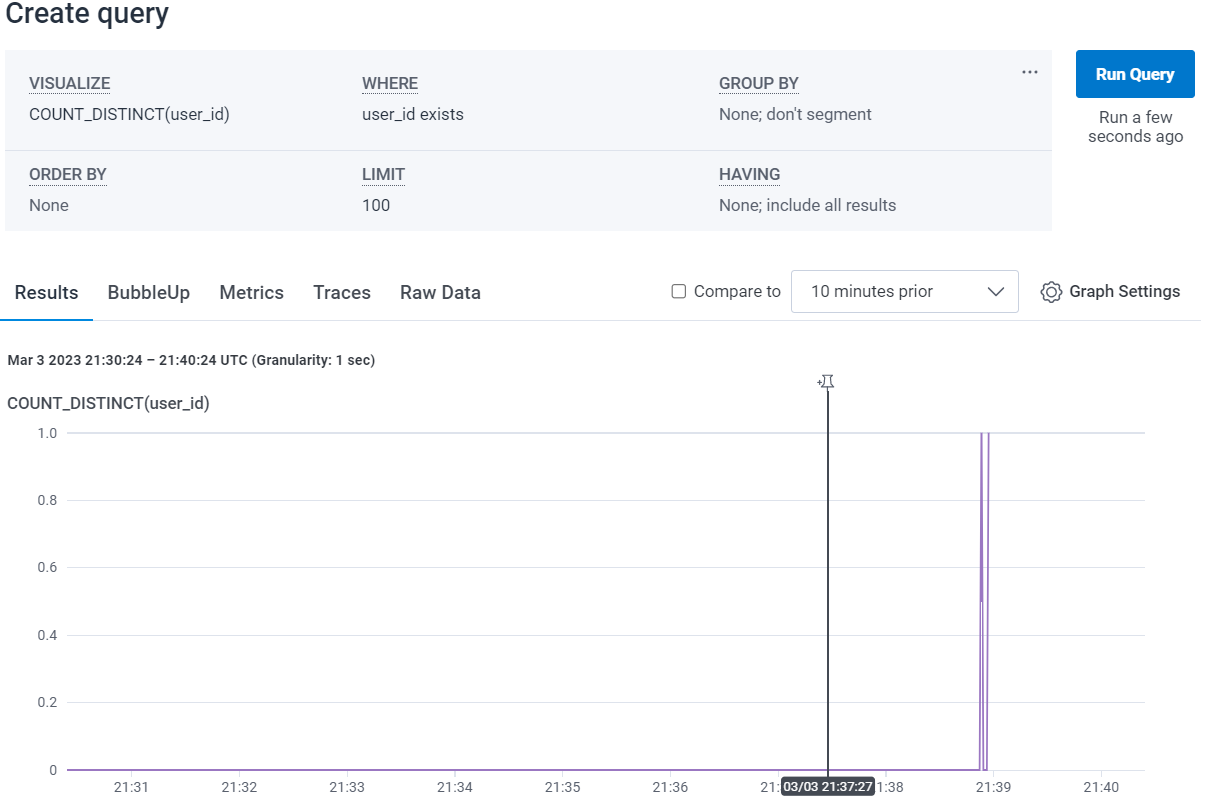 Create query
VISUALIZE
COUNT_DISTINCT(user_id)
WHERE
user_id exists
GROUP BY
None; don't segment
ORDER BY
None
LIMIT
100
HAVING
None; include all results
Run Query
Run a few
seconds ago
Results BubbleUp Metrics Traces Raw Data
Compare to 10 minutes prior Graph Settings
Mar 3 2023 21:30:24 – 21:40:24 UTC (Granularity: 1 sec)
COUNT_DISTINCT(user_id)
1.0
0.8
0.6
0.4
0.2
0
21:31 21:32 21:33 21:34 21:35 21:36 21: 03/03 21:37:27 1:38 21:39 21:40